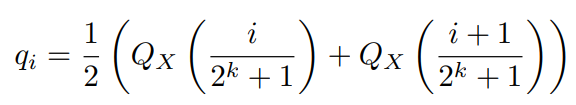 q_i = \frac{1}{2} \left( Q_X \left( \frac{i}{2^k + 1} \right) + Q_X \left( \frac{i + 1}{2^k + 1} \right) \right)